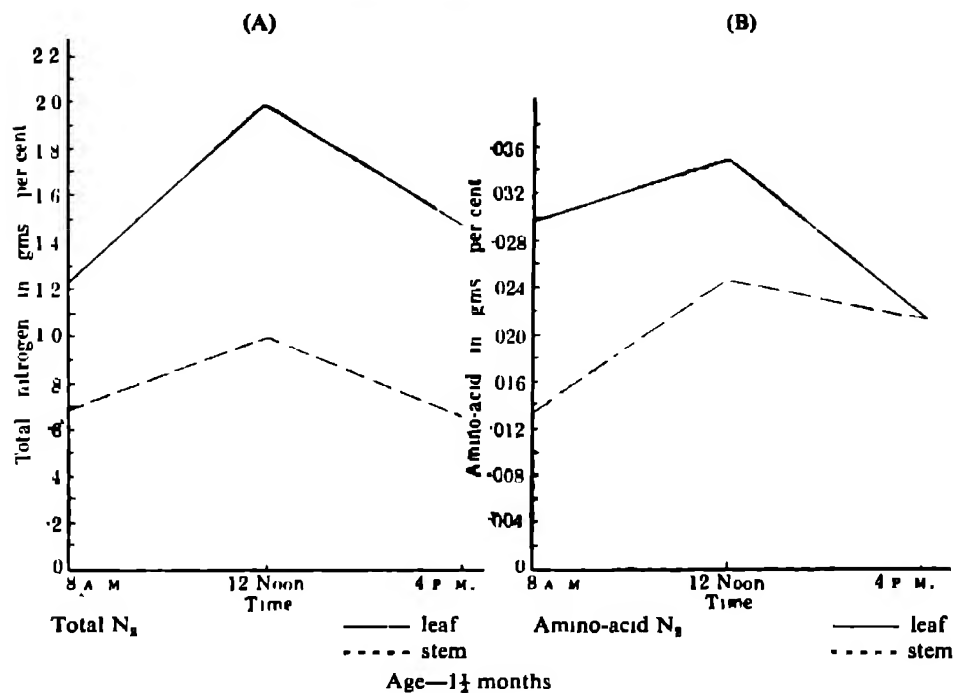 (A)
(B)
Total nitrogen in gms per cent
2 2
2 0
1 8
1 6
1 4
1 2
1 0
·8
·6
·4
·2
0
8 A M
12 Noon
4 P M.
Time
Amino-acid in gms per cent
·036
·032
·028
·024
·020
·016
·012
·008
·004
0
8 A M
12 Noon
4 P M.
Time
Total N₂
leaf
stem
Amino-acid N₂
leaf
stem
Age—1½ months